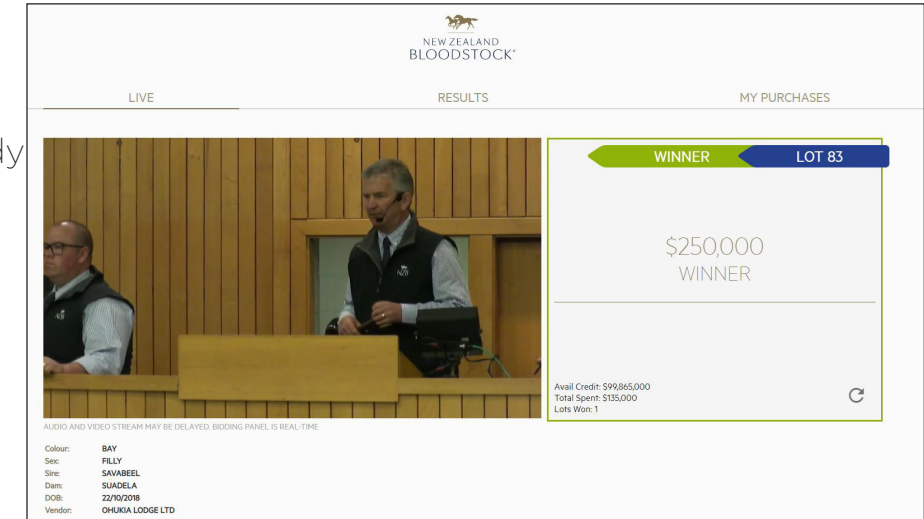 NEW ZEALAND
BLOODSTOCK®
LIVE
RESULTS
MY PURCHASES
dy
WINNER
LOT 83
$250,000
WINNER
Avail Credit: $99,865,000
Total Spent: $135,000
Lots Won: 1
NZB
AUDIO AND VIDEO STREAM MAY BE DELAYED. BIDDING PANEL IS REAL-TIME
Colour: BAY
Sex: FILLY
Sire: SAVABEEL
Dam: SUADELA
DOB: 22/10/2018
Vendor: OHUKIA LODGE LTD